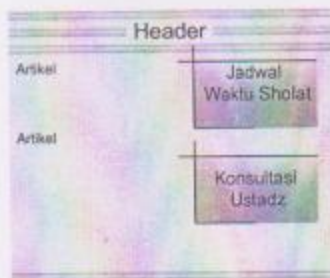 Header
Artikel
Jadwal
Waktu Sholat
Artikel
Konsultasi
Ustadz